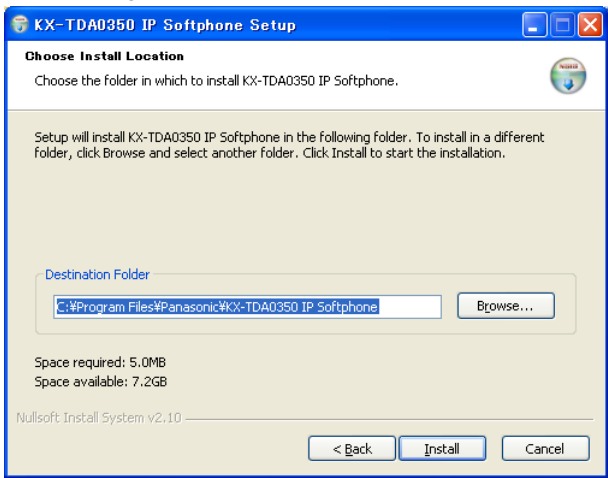 KX-TDA0350 IP Softphone Setup
Choose Install Location
Choose the folder in which to install KX-TDA0350 IP Softphone.
Setup will install KX-TDA0350 IP Softphone in the following folder. To install in a different
folder, click Browse and select another folder. Click Install to start the installation.
Destination Folder
C:¥Program Files¥Panasonic¥KX-TDA0350 IP Softphone
Browse...
Space required: 5.0MB
Space available: 7.2GB
Nullsoft Install System v2.10
< Back
Install
Cancel